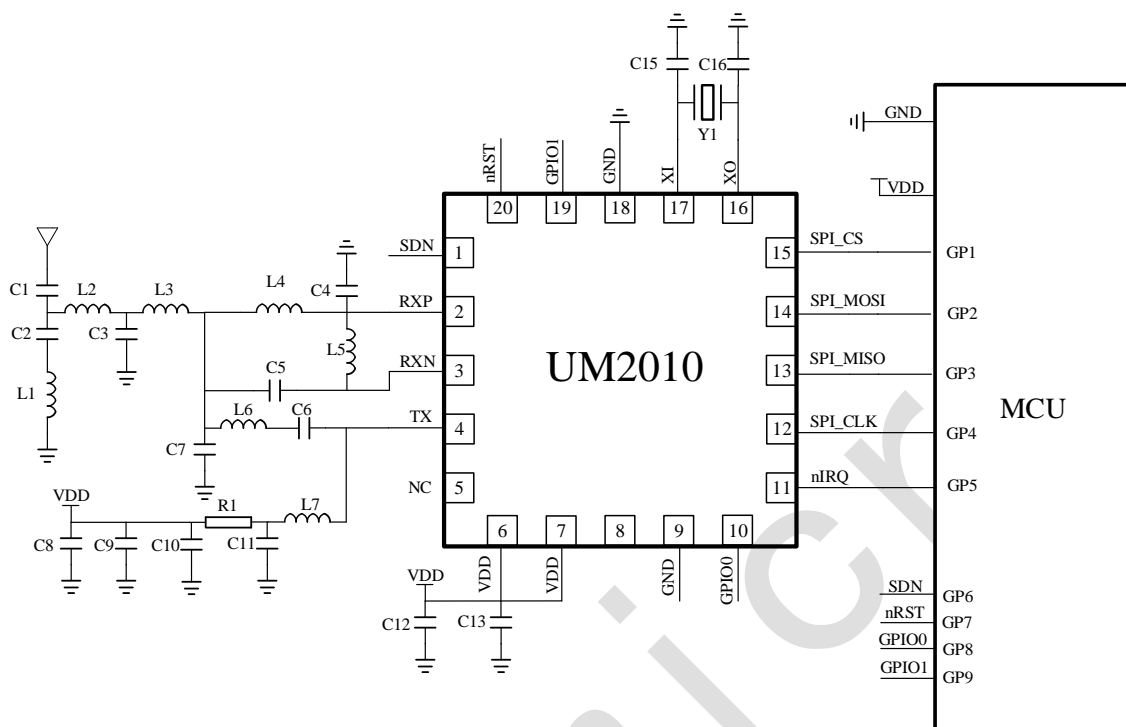 C15
C16
Y1
GND
VDD
nRST
GPIO1
GND
XI
XO
20
19
18
17
16
SDN
1
15
SPI_CS
GP1
C1
L2
L3
L4
C4
RXP
2
14
SPI_MOSI
GP2
C2
C3
L5
RXN
3
UM2010
13
SPI_MISO
GP3
L1
C5
MCU
L6
C6
TX
4
12
SPI_CLK
GP4
C7
NC
5
11
nIRQ
GP5
VDD
R1
L7
C8
C9
C10
C11
6
7
8
9
10
VDD
VDD
GND
GPIO0
VDD
C12
C13
SDN
GP6
nRST
GP7
GPIO0
GP8
GPIO1
GP9
micr